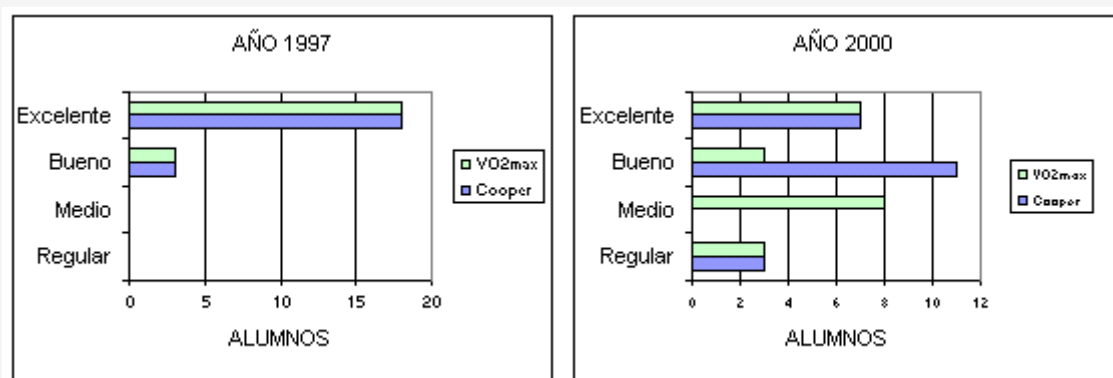 AÑO 1997
Excelente
Bueno
Medio
Regular
0 5 10 15 20
ALUMNOS
VO2max
Cooper
AÑO 2000
Excelente
Bueno
Medio
Regular
0 2 4 6 8 10 12
ALUMNOS
VO2max
Cooper